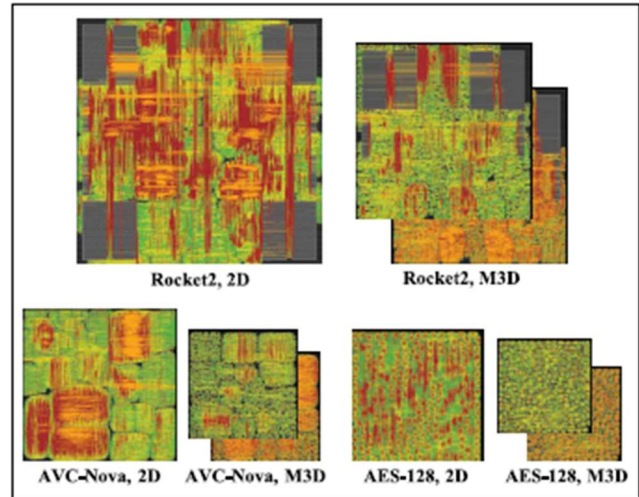 Rocket2, 2D
Rocket2, M3D
AVC-Nova, 2D
AVC-Nova, M3D
AES-128, 2D
AES-128, M3D